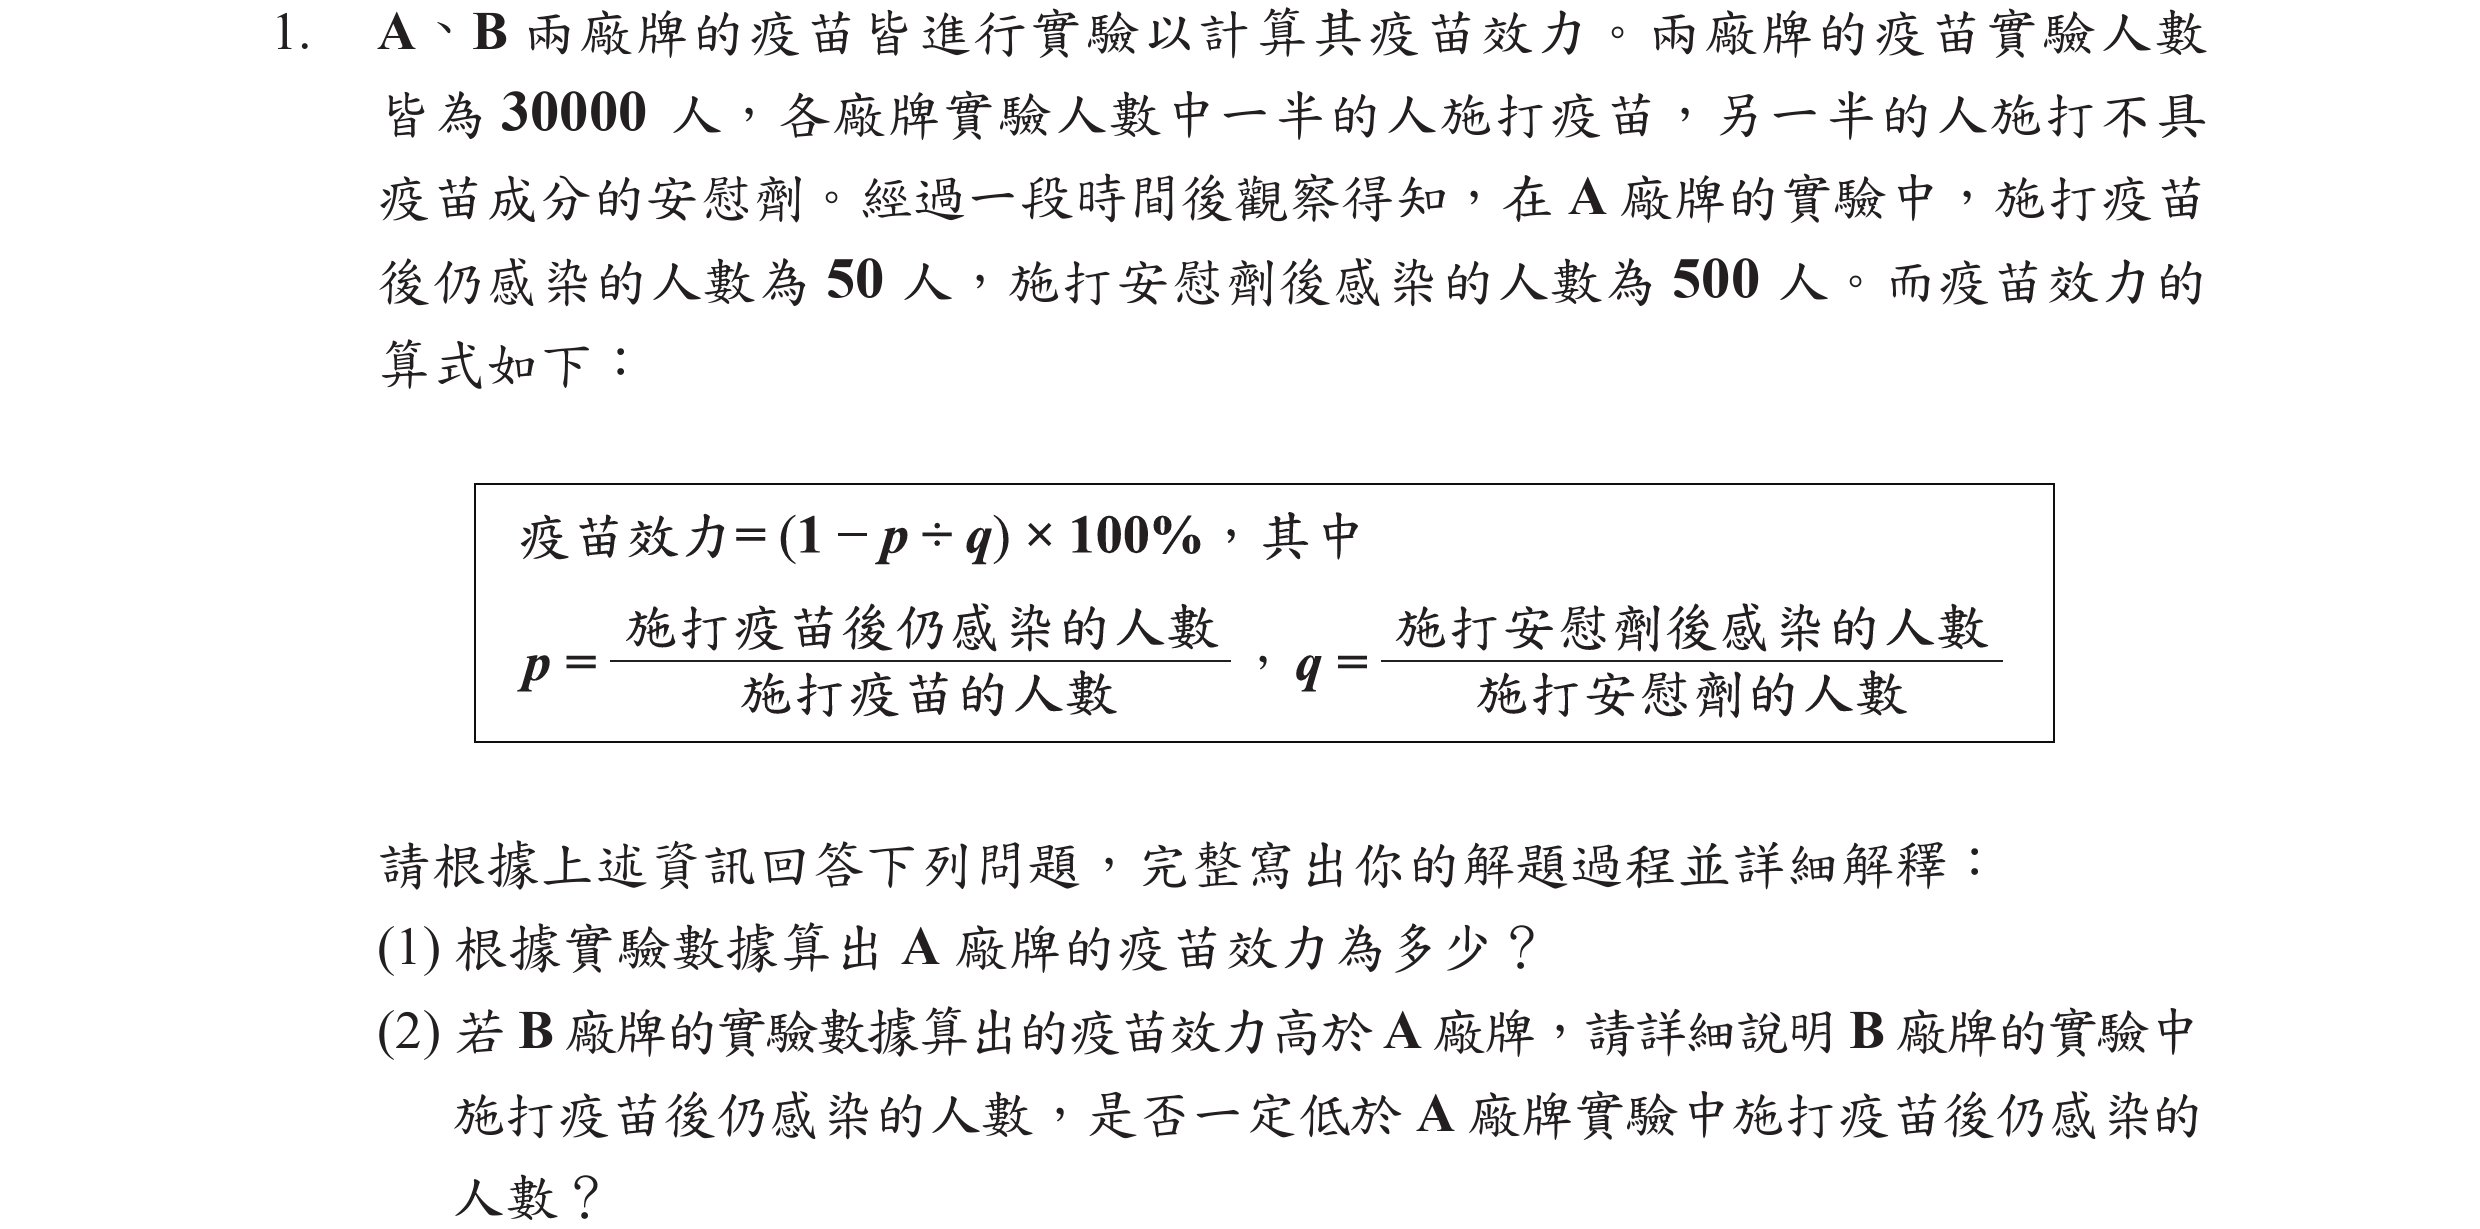 1. A、B 兩廠牌的疫苗皆進行實驗以計算其疫苗效力。兩廠牌的疫苗實驗人數
皆為 30000 人，各廠牌實驗人數中一半的人施打疫苗，另一半的人施打不具
疫苗成分的安慰劑。經過一段時間後觀察得知，在 A 廠牌的實驗中，施打疫苗
後仍感染的人數為 50 人，施打安慰劑後感染的人數為 500 人。而疫苗效力的
算式如下：
疫苗效力=(1－p÷q)×100%，其中
p=施打疫苗後仍感染的人數/施打疫苗的人數，q=施打安慰劑後感染的人數/施打安慰劑的人數
請根據上述資訊回答下列問題，完整寫出你的解題過程並詳細解釋：
(1) 根據實驗數據算出 A 廠牌的疫苗效力為多少？
(2) 若 B 廠牌的實驗數據算出的疫苗效力高於 A 廠牌，請詳細說明 B 廠牌的實驗中
施打疫苗後仍感染的人數，是否一定低於 A 廠牌實驗中施打疫苗後仍感染的
人數？